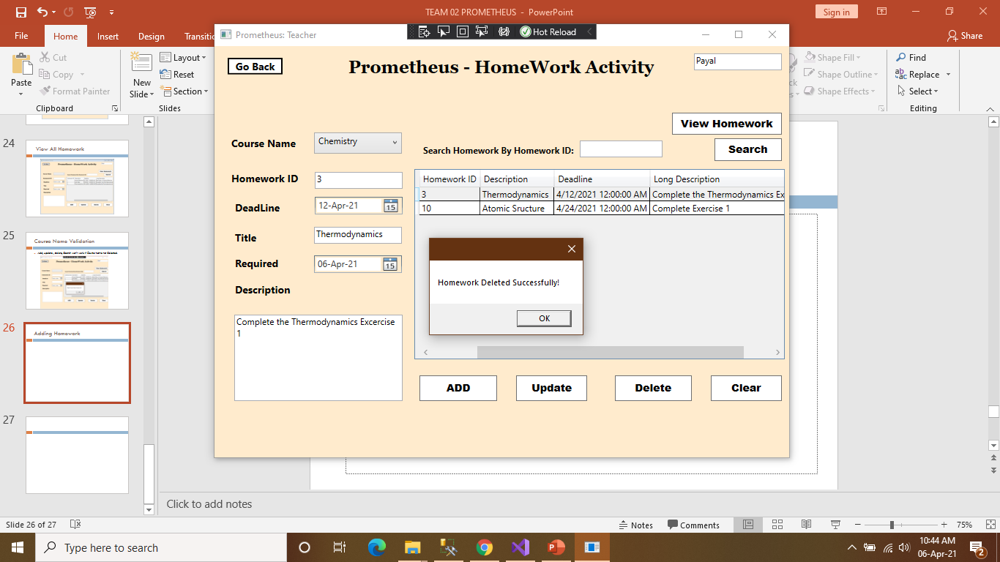 TEAM 02 PROMETHEUS - PowerPoint
Sign in
File
Home
Insert
Design
Transitic
Share
Paste
Cut
Copy
Format Painter
Clipboard
New
Slide
Layout
Reset
Section
Slides
Shape Fill
Shape Outline
Shape Effects
Find
Replace
Select
Editing
Prometheus: Teacher
Hot Reload
Go Back
Prometheus - HomeWork Activity
Payal
View Homework
Course Name
Chemistry
Search Homework By Homework ID:
Search
Homework ID
3
DeadLine
12-Apr-21
15
Title
Thermodynamics
Required
06-Apr-21
15
Description
Complete the Thermodynamics Excercise
1
Homework ID Description Deadline Long Description
3 Thermodynamics 4/12/2021 12:00:00 AM Complete the Thermodynamics Ex
10 Atomic Sructure 4/24/2021 12:00:00 AM Complete Exercise 1
Homework Deleted Successfully!
OK
ADD
Update
Delete
Clear
24
View All Homework
25
Course Name Validation
26
Adding Homework
27
Click to add notes
Slide 26 of 27
Notes
Comments
75%
Type here to search
10:44 AM
06-Apr-21
2